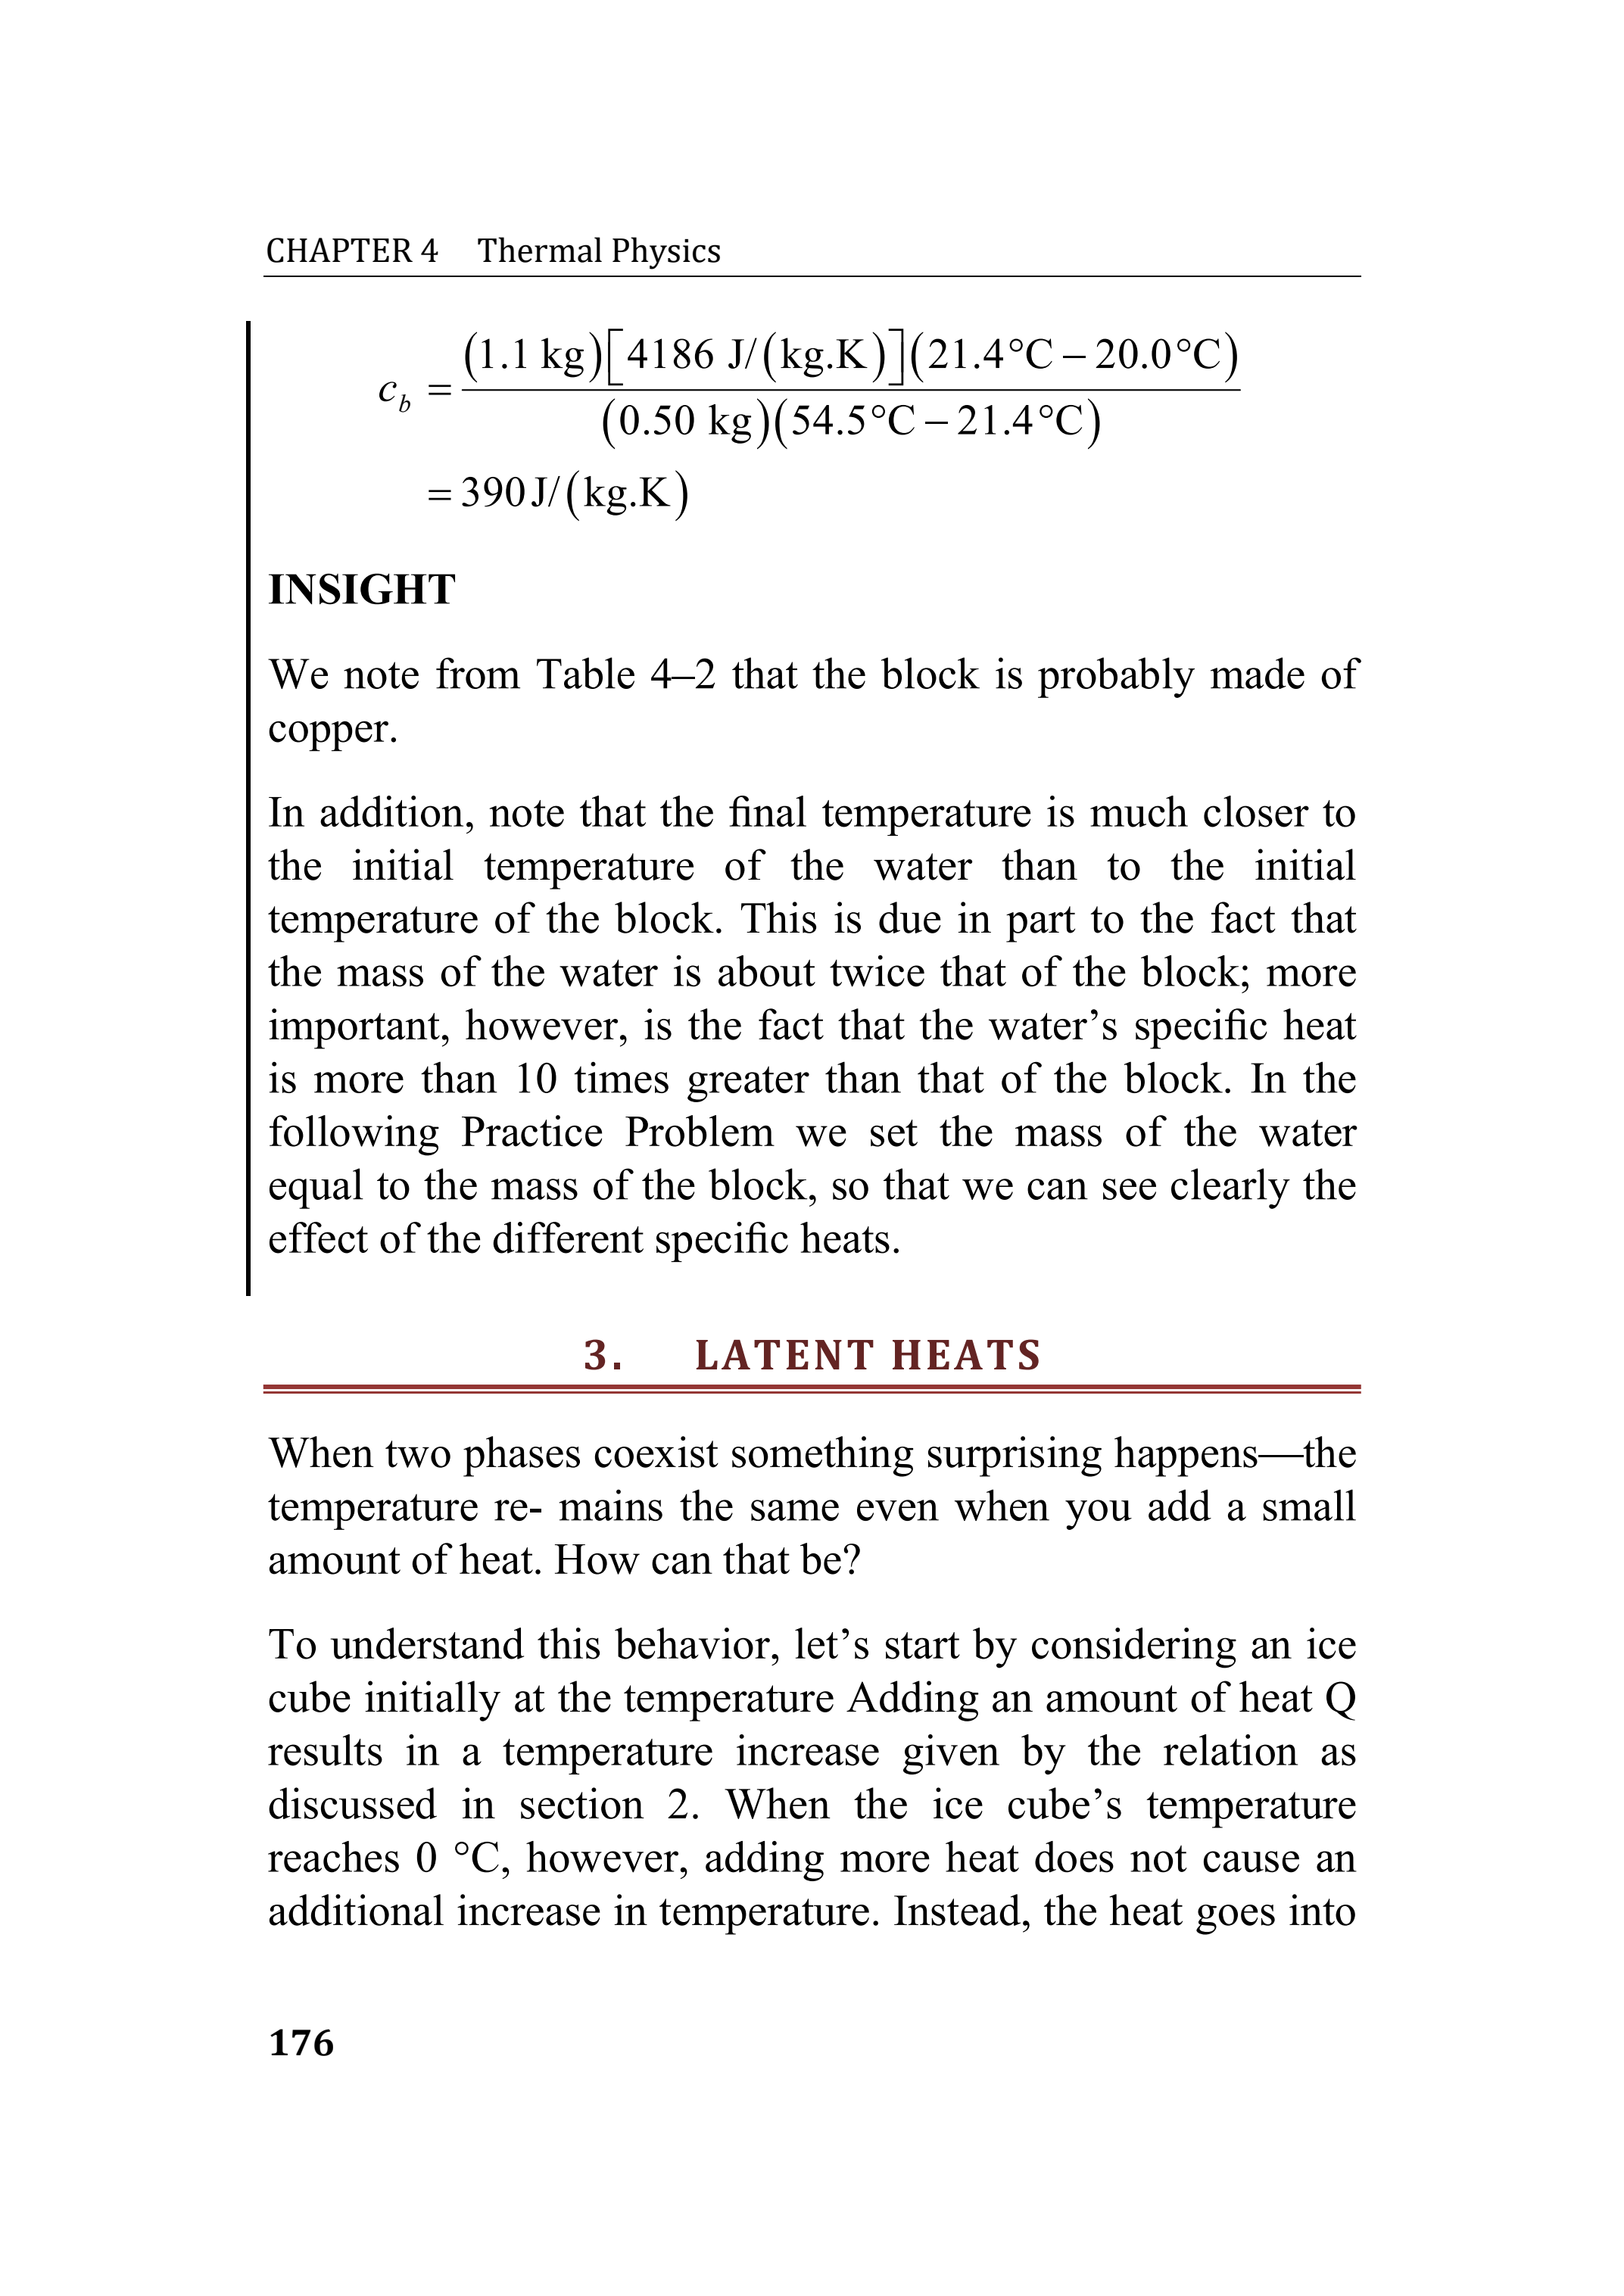 CHAPTER 4 Thermal Physics
c_b = (1.1 kg)[4186 J/(kg.K)](21.4°C – 20.0°C) / (0.50 kg)(54.5°C – 21.4°C)
= 390 J/(kg.K)
INSIGHT
We note from Table 4–2 that the block is probably made of
copper.
In addition, note that the final temperature is much closer to
the initial temperature of the water than to the initial
temperature of the block. This is due in part to the fact that
the mass of the water is about twice that of the block; more
important, however, is the fact that the water’s specific heat
is more than 10 times greater than that of the block. In the
following Practice Problem we set the mass of the water
equal to the mass of the block, so that we can see clearly the
effect of the different specific heats.
3. LATENT HEATS
When two phases coexist something surprising happens—the
temperature re- mains the same even when you add a small
amount of heat. How can that be?
To understand this behavior, let’s start by considering an ice
cube initially at the temperature Adding an amount of heat Q
results in a temperature increase given by the relation as
discussed in section 2. When the ice cube’s temperature
reaches 0 °C, however, adding more heat does not cause an
additional increase in temperature. Instead, the heat goes into
176